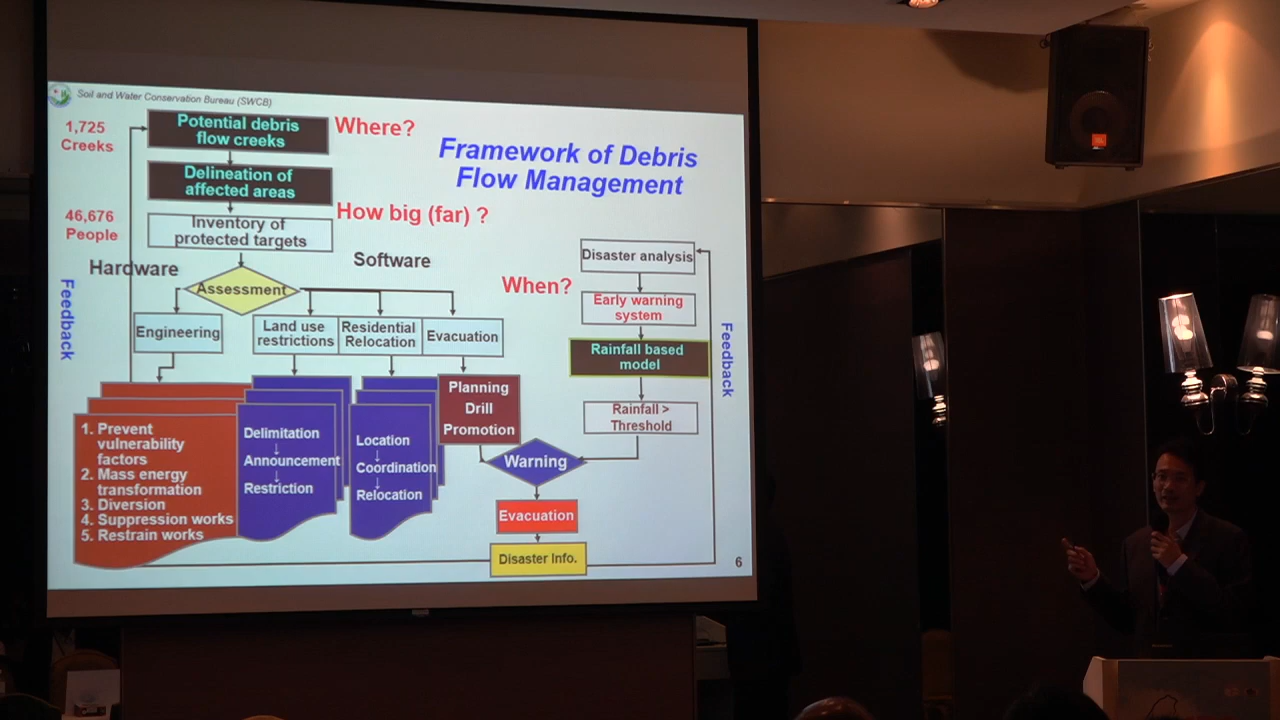 Soil and Water Conservation Bureau (SWCB)
1,725
Creeks
Potential debris
flow creeks
Where?
Framework of Debris
Flow Management
Delineation of
affected areas
46,676
People
Inventory of
protected targets
How big (far) ?
Hardware
Software
Assessment
Feedback
Engineering
Land use
restrictions
Residential
Relocation
Evacuation
When?
Disaster analysis
Early warning
system
Rainfall based
model
Rainfall >
Threshold
Feedback
1. Prevent
vulnerability
factors
2. Mass energy
transformation
3. Diversion
4. Suppression works
5. Restrain works
Delimitation
Announcement
Restriction
Location
Coordination
Relocation
Planning
Drill
Promotion
Warning
Evacuation
Disaster Info.
6